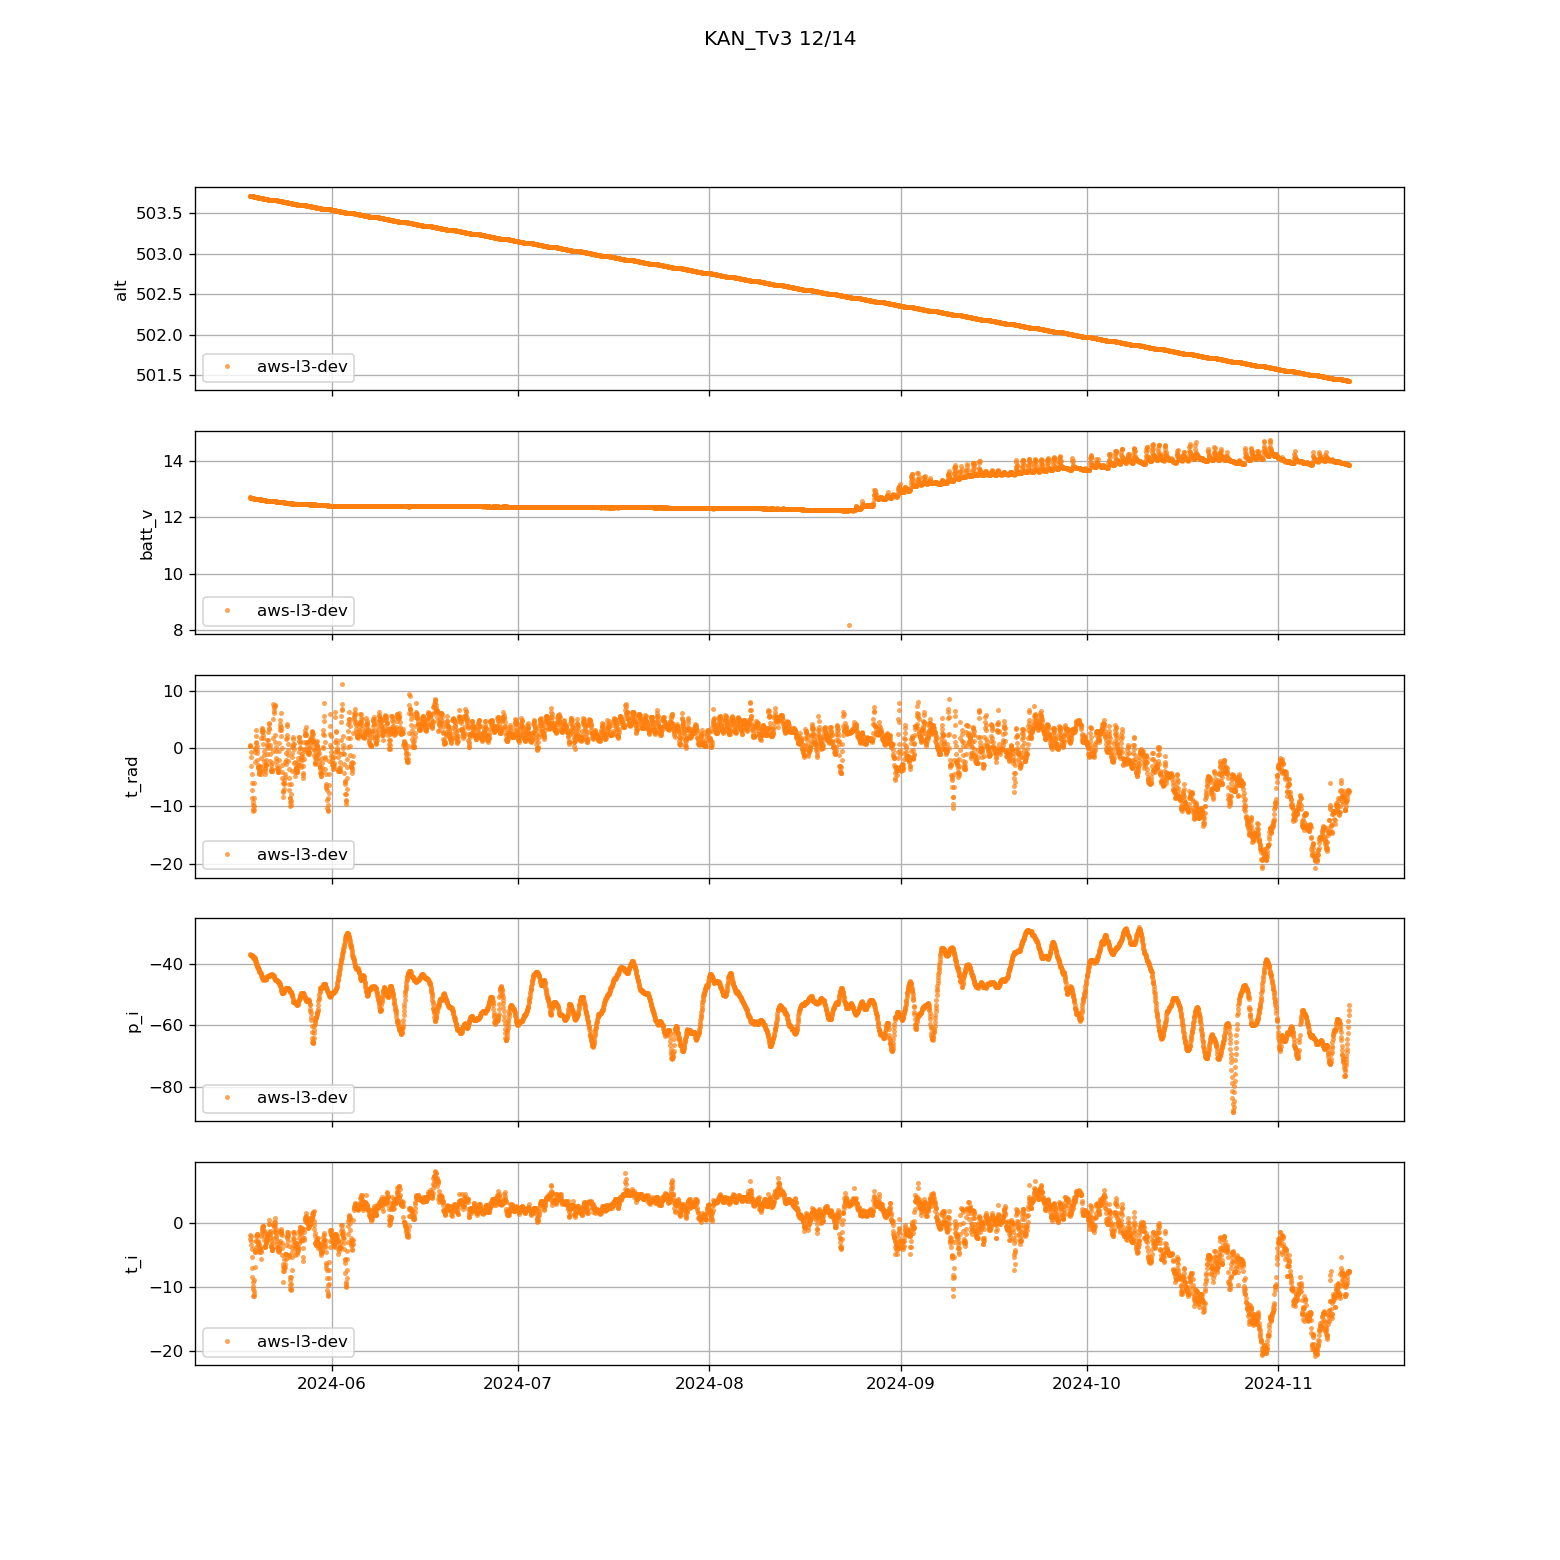 KAN_Tv3 12/14
503.5
503.0
502.5
502.0
501.5
alt
aws-l3-dev
14
12
10
8
batt_v
aws-l3-dev
10
0
−10
−20
t_rad
aws-l3-dev
−40
−60
−80
p_i
aws-l3-dev
0
−10
−20
t_i
aws-l3-dev
2024-06 2024-07 2024-08 2024-09 2024-10 2024-11